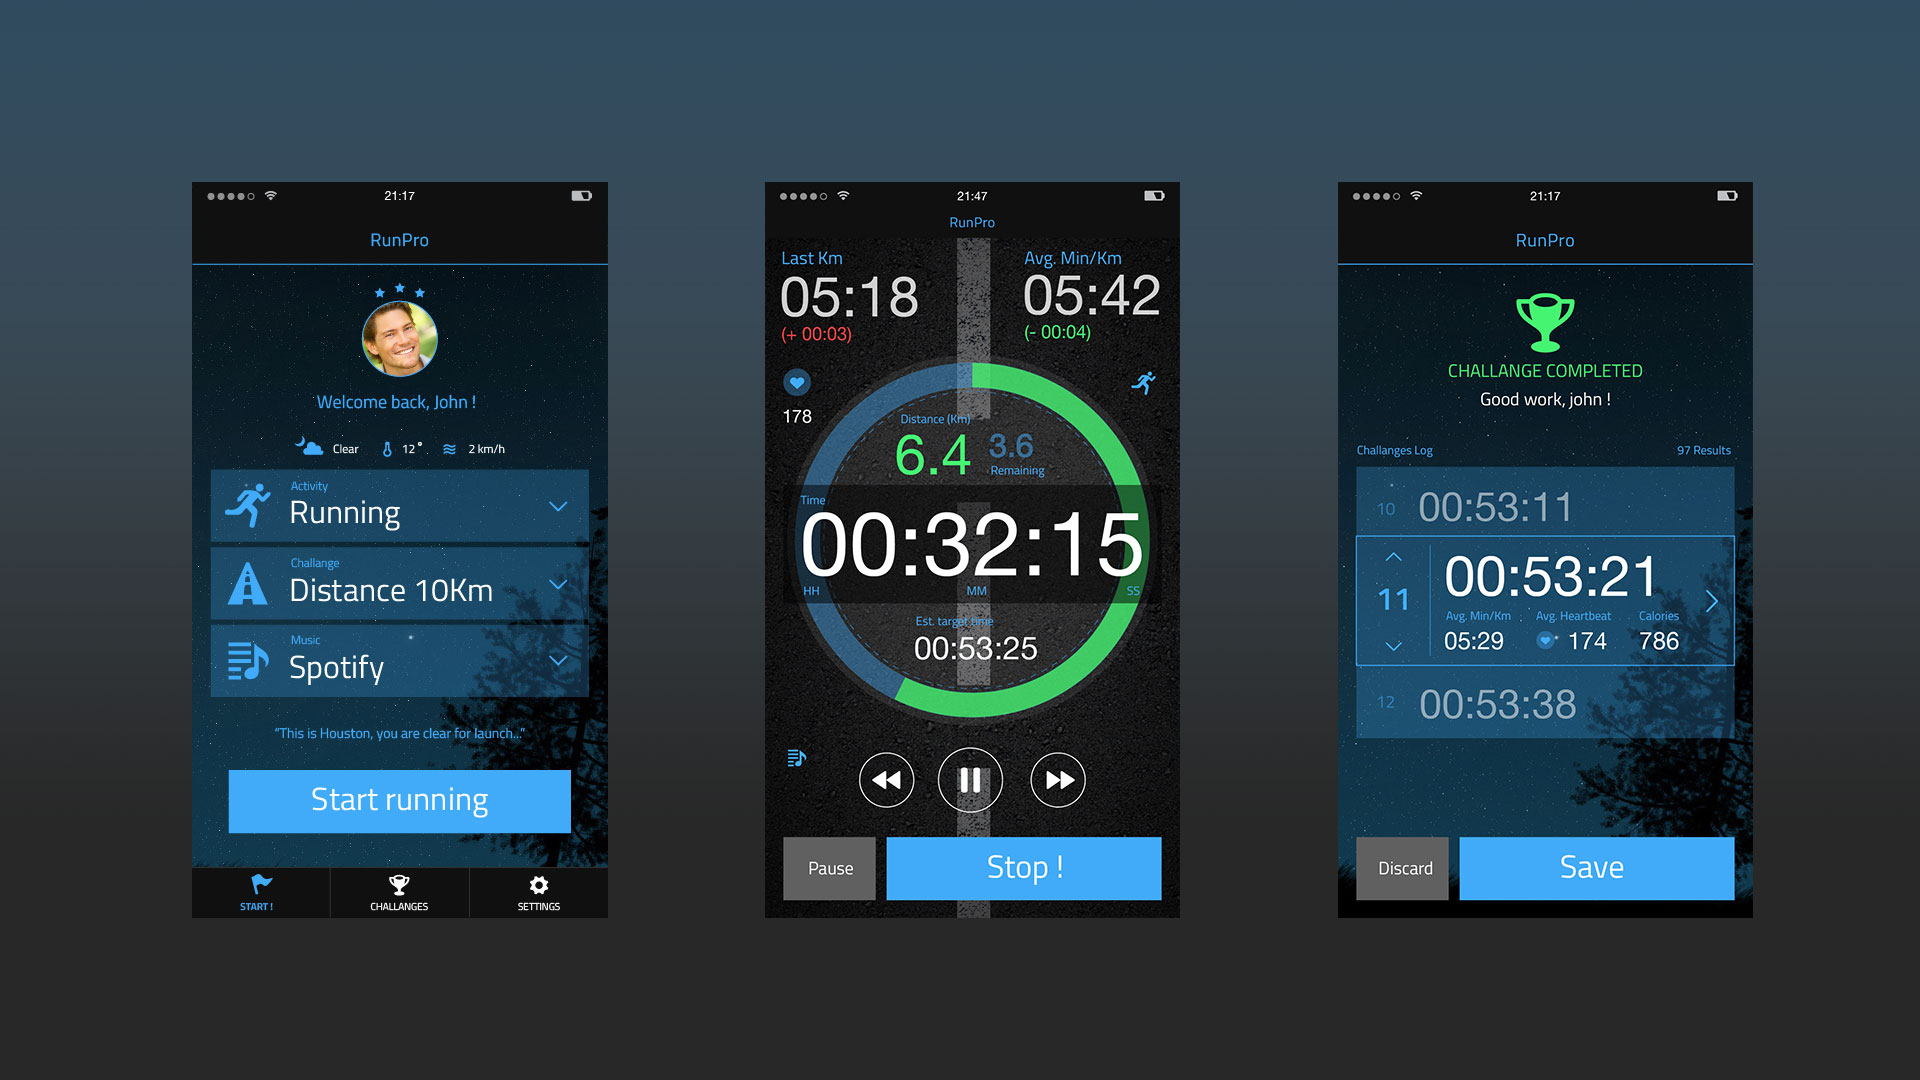 21:17
RunPro
Welcome back, John !
Clear 12° 2 km/h
Activity
Running
Challange
Distance 10Km
Music
Spotify
"This is Houston, you are clear for launch..."
Start running
START ! CHALLANGES SETTINGS
21:47
RunPro
Last Km Avg. Min/Km
05:18 05:42
(+ 00:03) (- 00:04)
178
Distance (Km)
6.4 3.6
Remaining
Time
00:32:15
HH MM SS
Est. target time
00:53:25
Pause Stop !
21:17
RunPro
CHALLANGE COMPLETED
Good work, john !
Challanges Log 97 Results
10 00:53:11
11 00:53:21
Avg. Min/Km Avg. Heartbeat Calories
05:29 174 786
12 00:53:38
Discard Save